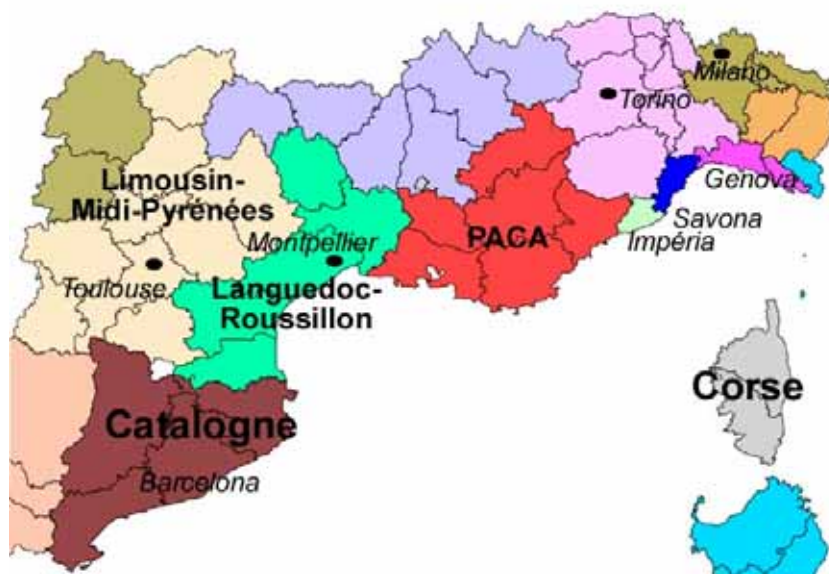 Milano
Torino
Limousin-
Midi-Pyrénées
Genova
Savona
Montpellier
PACA
Impéria
Toulouse
Languedoc-
Roussillon
Corse
Catalogne
Barcelona